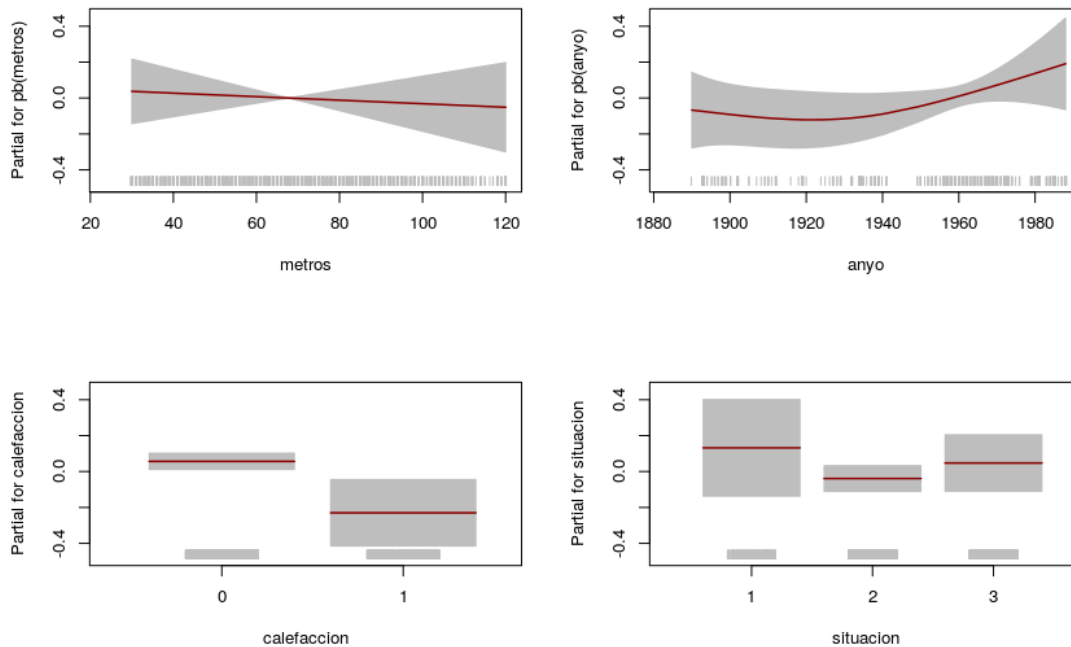 Partial for pb(metros)
0.4
0.0
-0.4
20 40 60 80 100 120
metros
Partial for pb(anyo)
0.4
0.0
-0.4
1880 1900 1920 1940 1960 1980
anyo
Partial for calefaccion
0.4
0.0
-0.4
0 1
calefaccion
Partial for situacion
0.4
0.0
-0.4
1 2 3
situacion